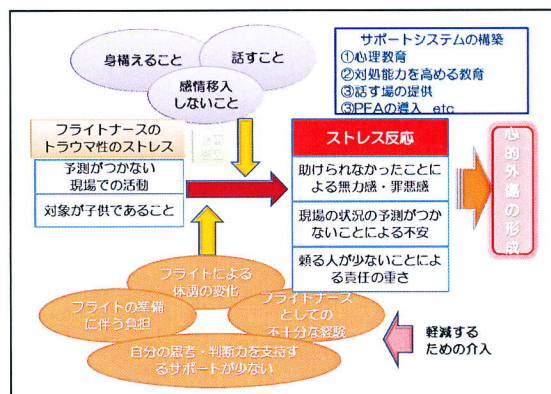 身構えること
話すこと
感情移入
しないこと
サポートシステムの構築
①心理教育
②対処能力を高める教育
③話す場の提供
③PFAの導入 etc
フライトナースの
トラウマ性のストレス
予測がつかない
現場での活動
対象が子供であること
ストレス反応
助けられなかったことに
よる無力感・罪悪感
現場の状況の予測がつか
ないことによる不安
頼る人が少ないことによ
る責任の重さ
心的外傷の形成
フライトによる
体調の変化
フライトの準備
に伴う負担
フライトナース
としての
不十分な経験
自分の思考・判断力を支持す
るサポートが少ない
軽減する
ための介入